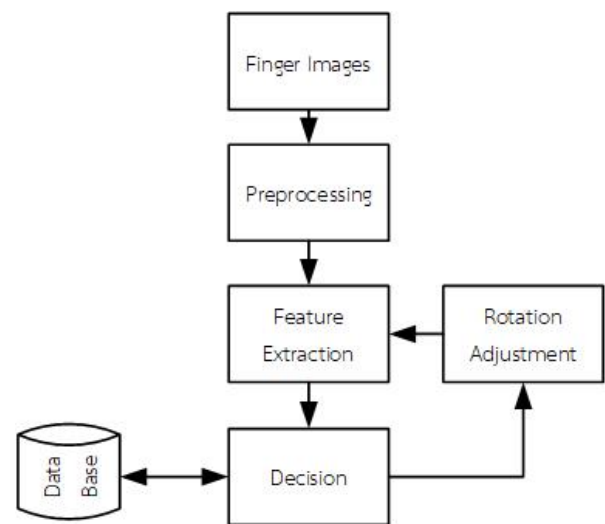 Finger Images
Preprocessing
Feature
Extraction
Rotation
Adjustment
Data
Base
Decision